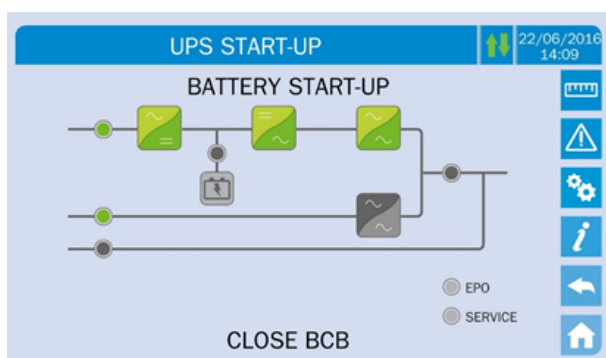 UPS START-UP
22/06/2016
14:09
BATTERY START-UP
EPO
SERVICE
CLOSE BCB